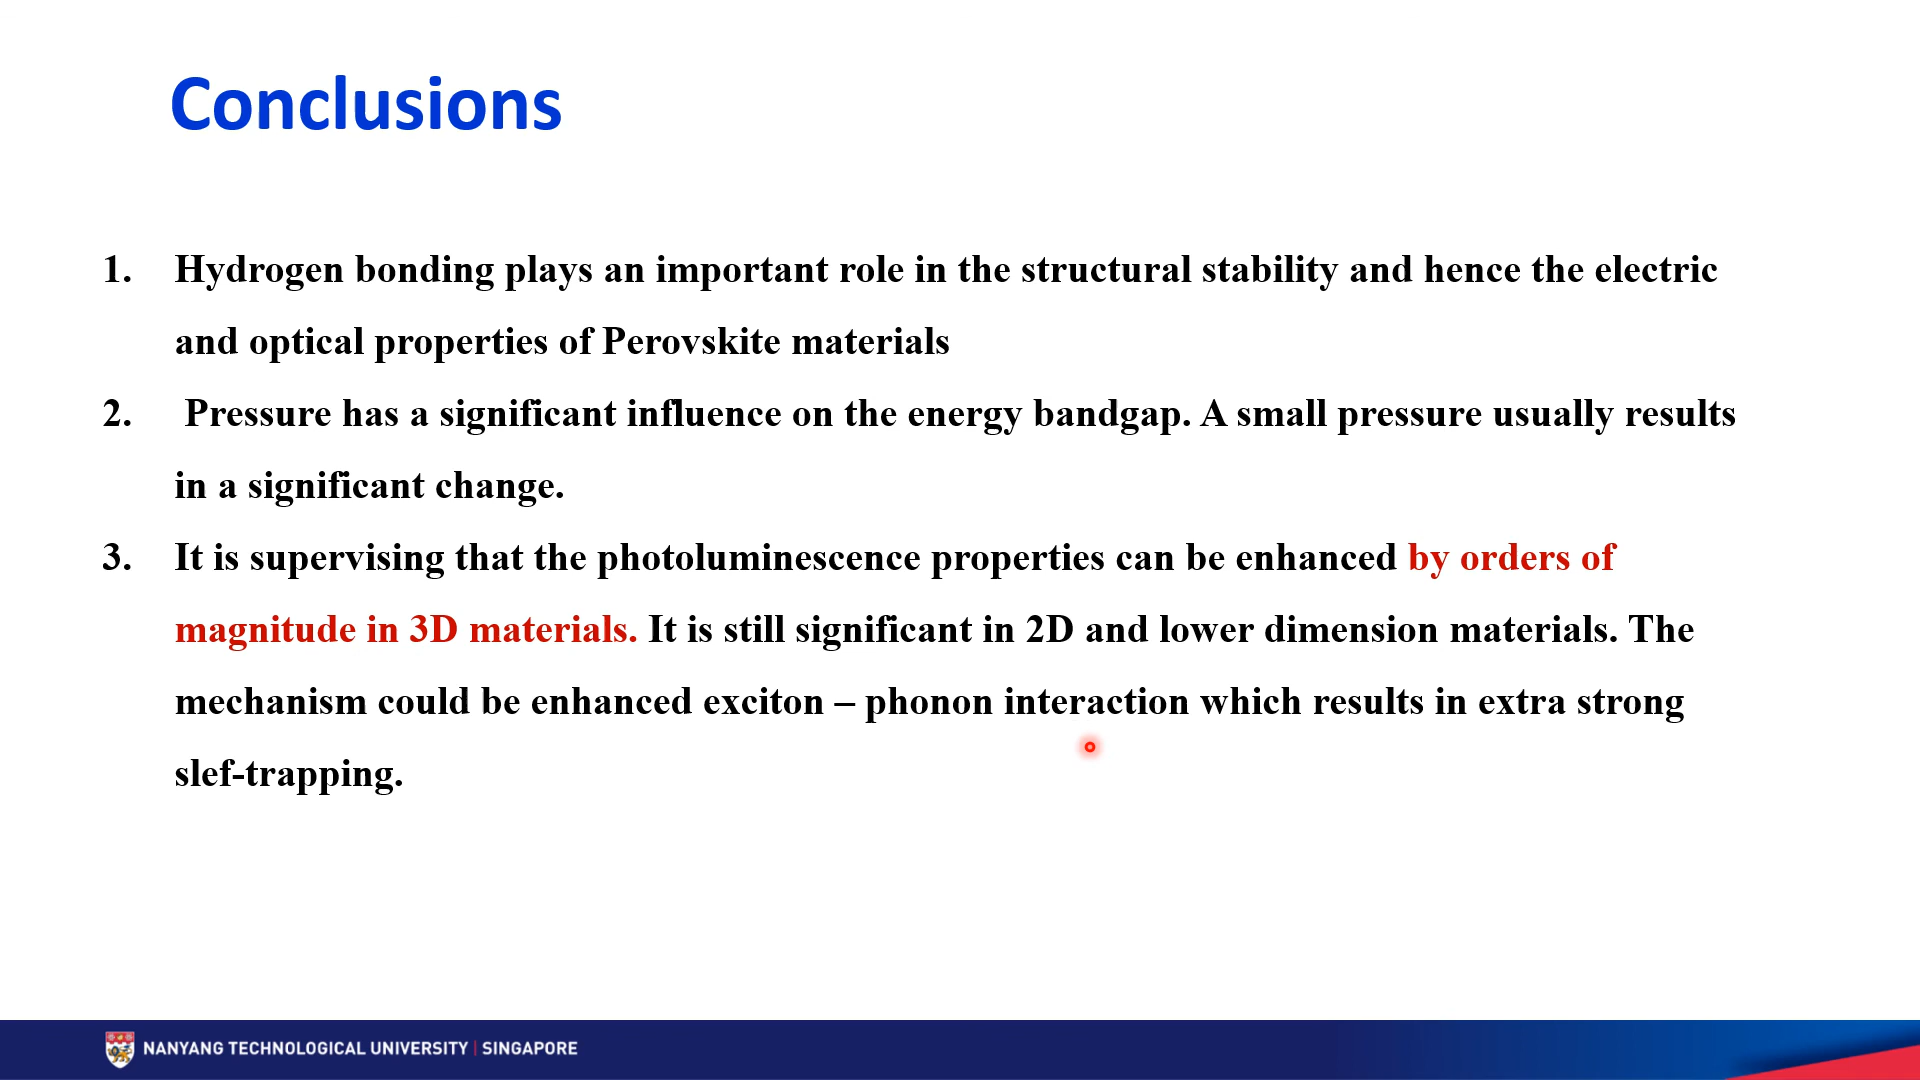 Conclusions
1. Hydrogen bonding plays an important role in the structural stability and hence the electric
and optical properties of Perovskite materials
2. Pressure has a significant influence on the energy bandgap. A small pressure usually results
in a significant change.
3. It is supervising that the photoluminescence properties can be enhanced by orders of
magnitude in 3D materials. It is still significant in 2D and lower dimension materials. The
mechanism could be enhanced exciton – phonon interaction which results in extra strong
slef-trapping.
NANYANG TECHNOLOGICAL UNIVERSITY | SINGAPORE